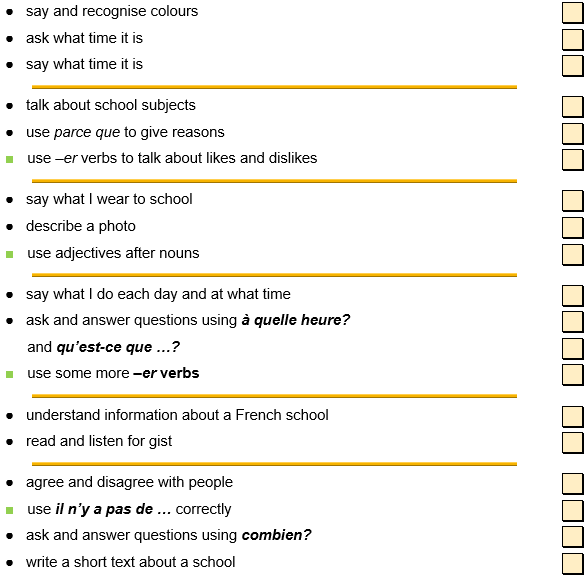 say and recognise colours
ask what time it is
say what time it is
talk about school subjects
use parce que to give reasons
use –er verbs to talk about likes and dislikes
say what I wear to school
describe a photo
use adjectives after nouns
say what I do each day and at what time
ask and answer questions using à quelle heure?
and qu’est-ce que …?
use some more –er verbs
understand information about a French school
read and listen for gist
agree and disagree with people
use il n’y a pas de … correctly
ask and answer questions using combien?
write a short text about a school